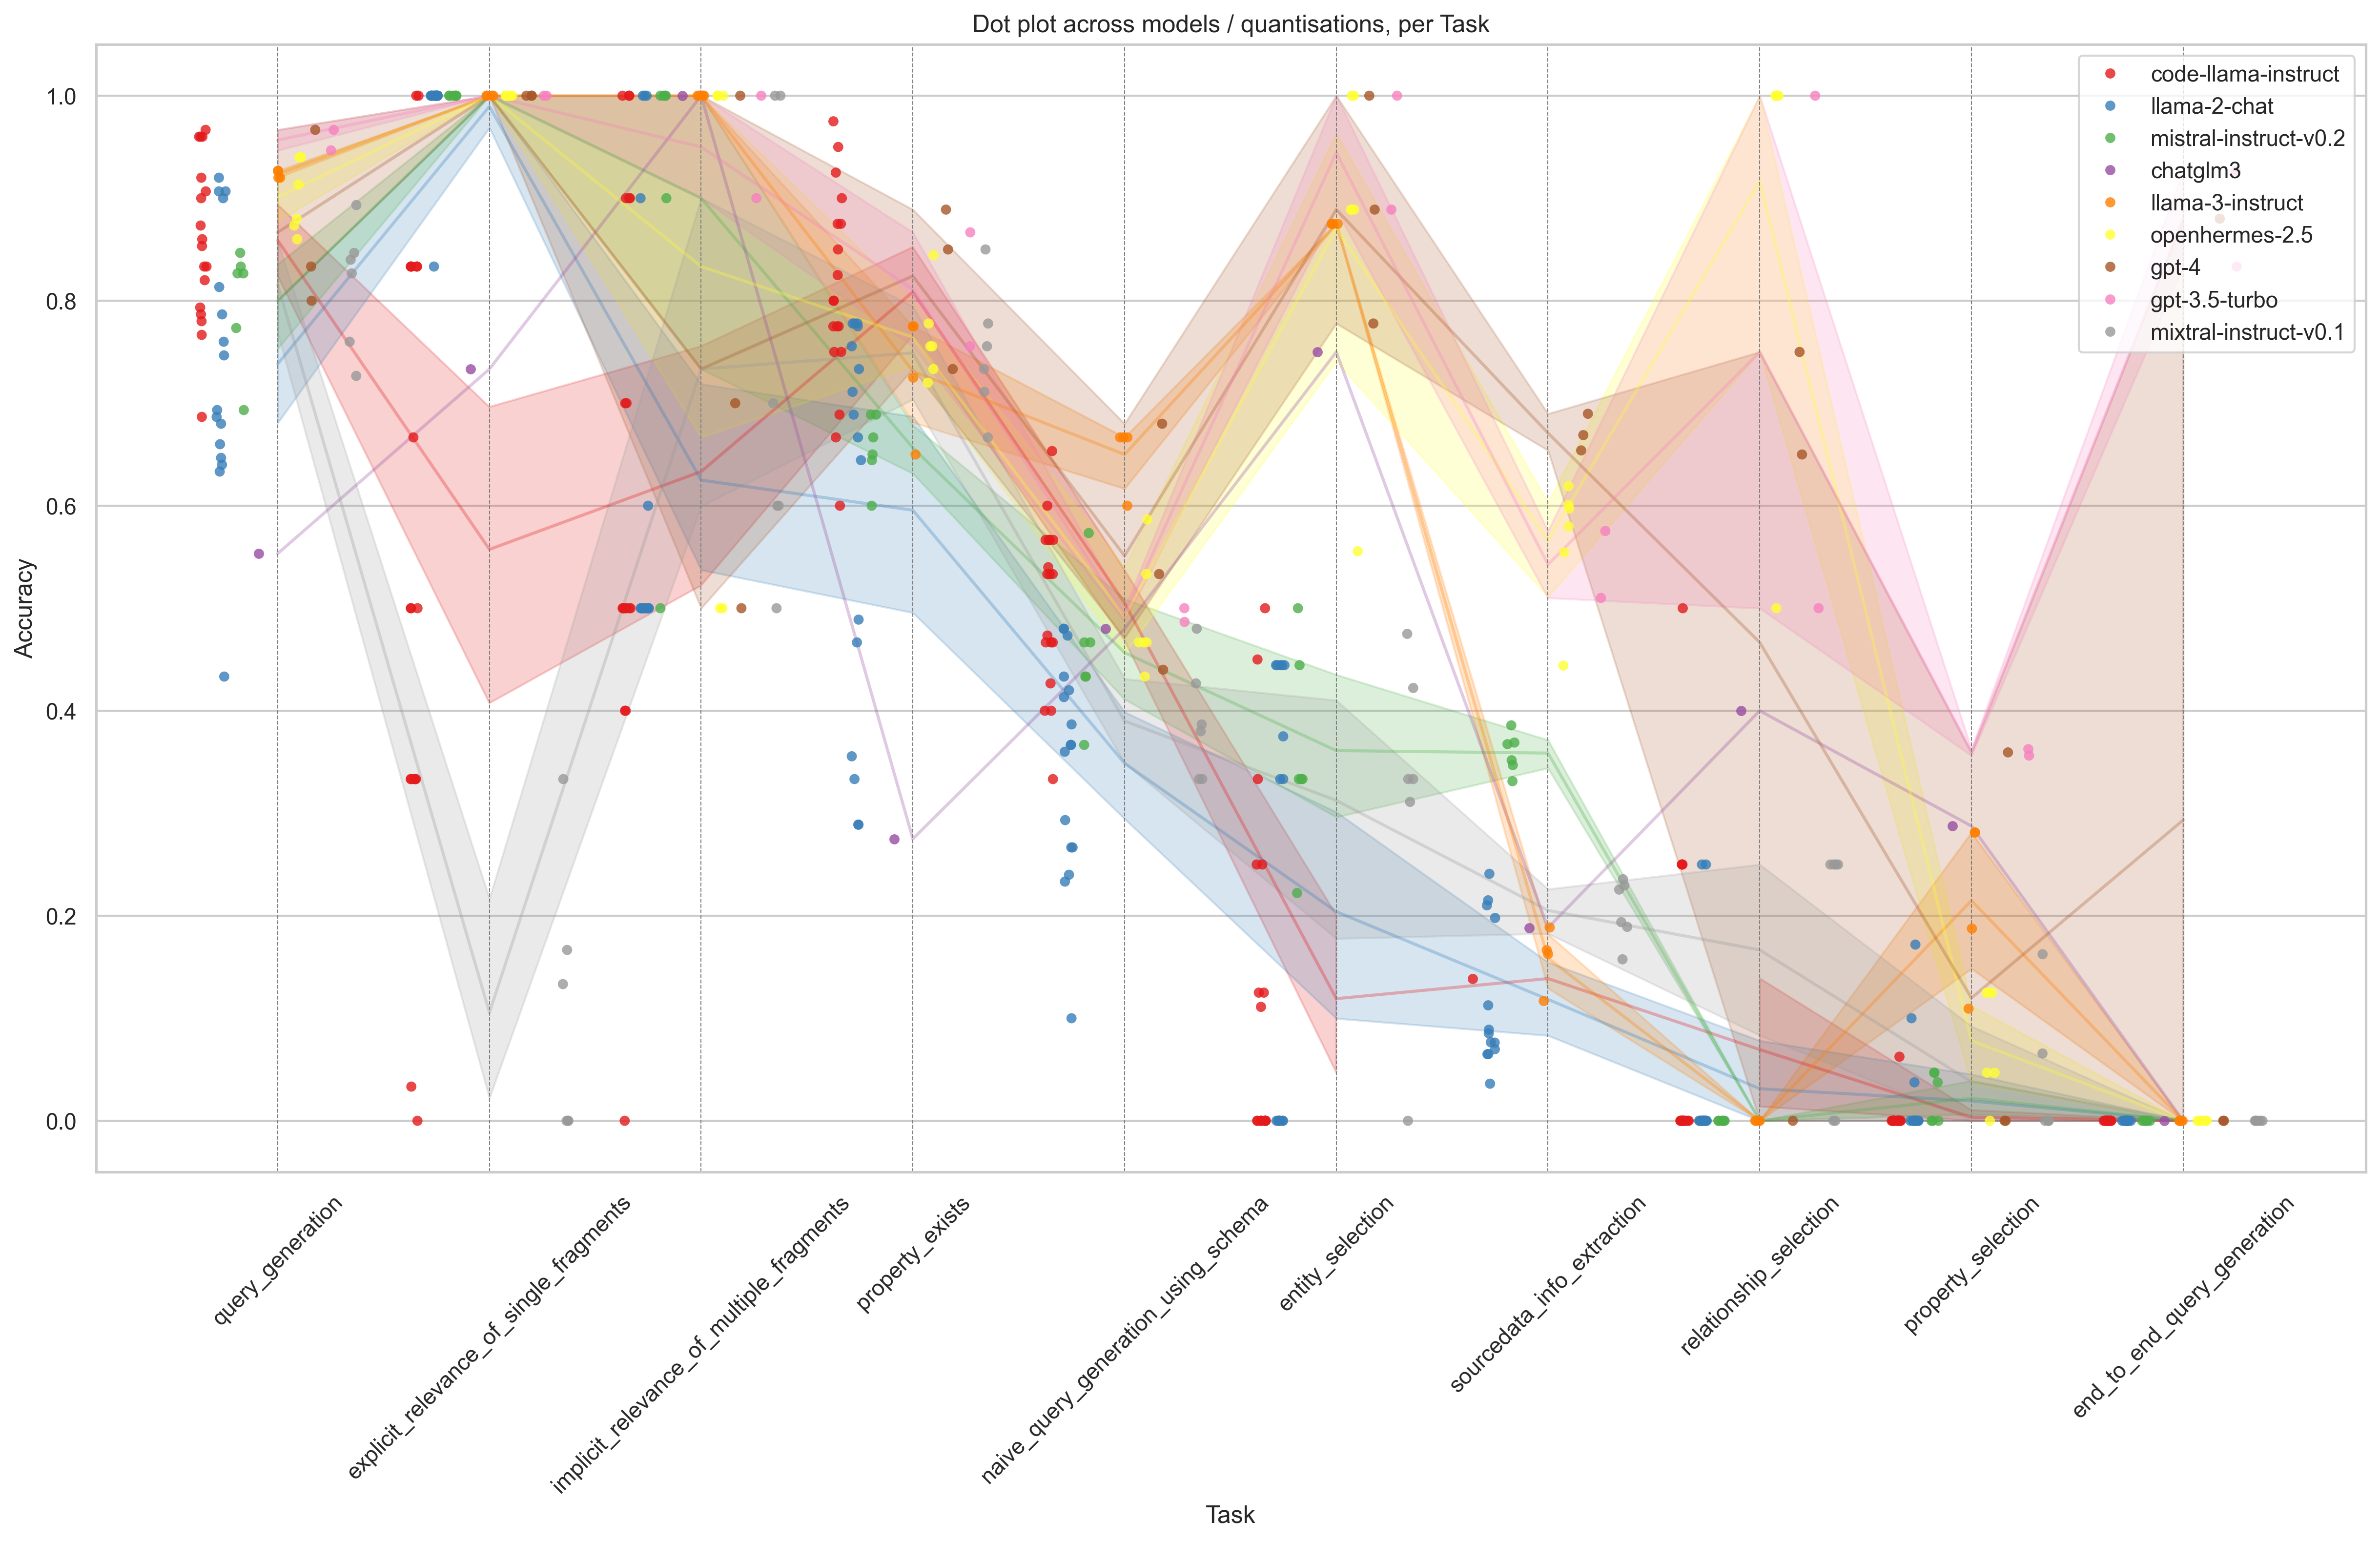 Dot plot across models / quantisations, per Task
code-llama-instruct
llama-2-chat
mistral-instruct-v0.2
chatglm3
llama-3-instruct
openhermes-2.5
gpt-4
gpt-3.5-turbo
mixtral-instruct-v0.1
Accuracy
1.0
0.8
0.6
0.4
0.2
0.0
query_generation
explicit_relevance_of_single_fragments
implicit_relevance_of_multiple_fragments
property_exists
naive_query_generation_using_schema
entity_selection
sourcedata_info_extraction
relationship_selection
property_selection
end_to_end_query_generation
Task